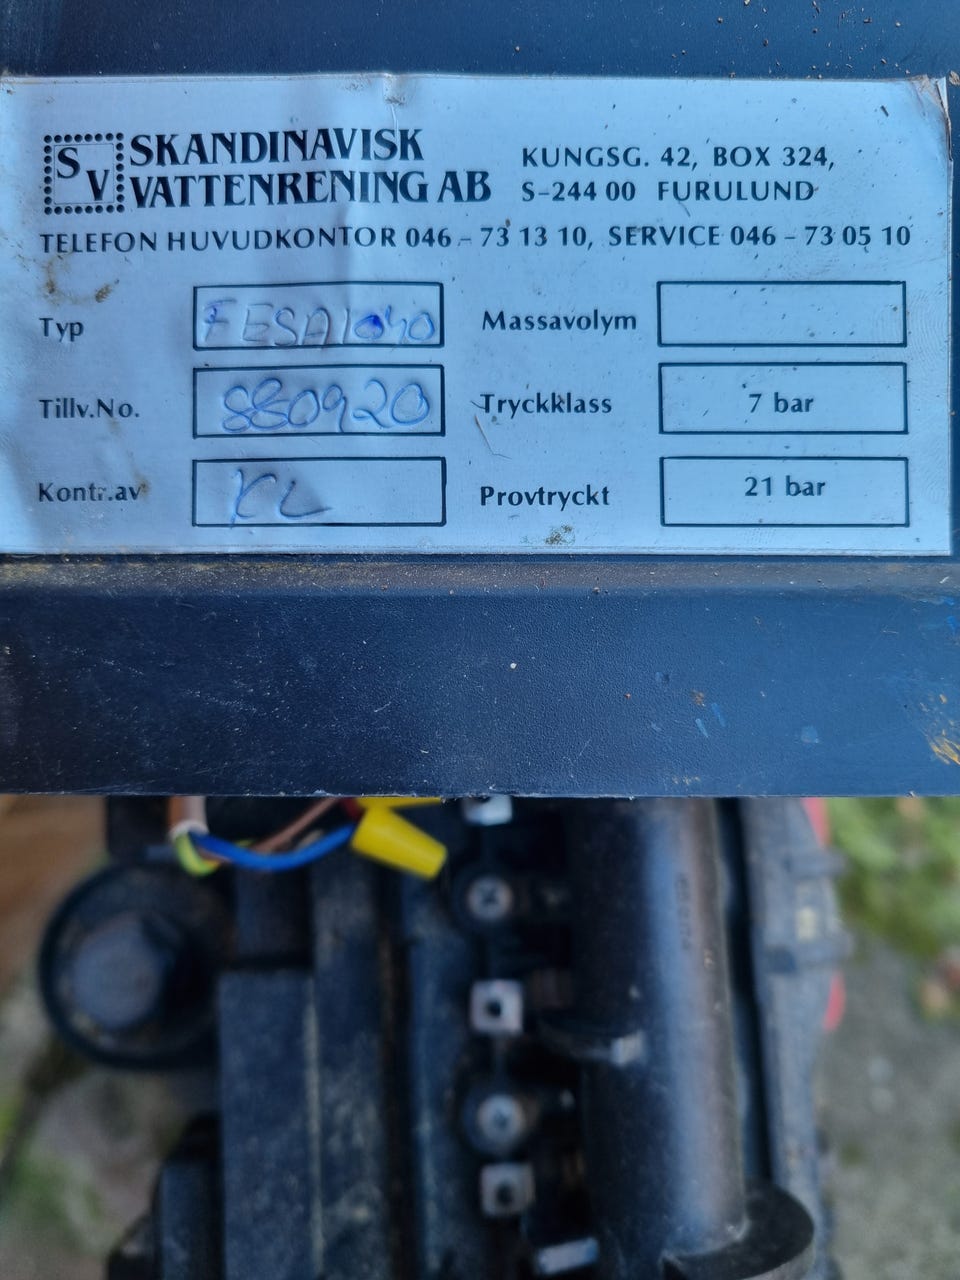 SV SKANDINAVISK
VATTENRENING AB
KUNGSG. 42, BOX 324,
S-244 00 FURULUND
TELEFON HUVUDKONTOR 046 - 73 13 10, SERVICE 046 - 73 05 10
Typ FESA1040 Massavolym
Tillv.No. 880920 Tryckklass 7 bar
Kontr.av KL Provtryckt 21 bar